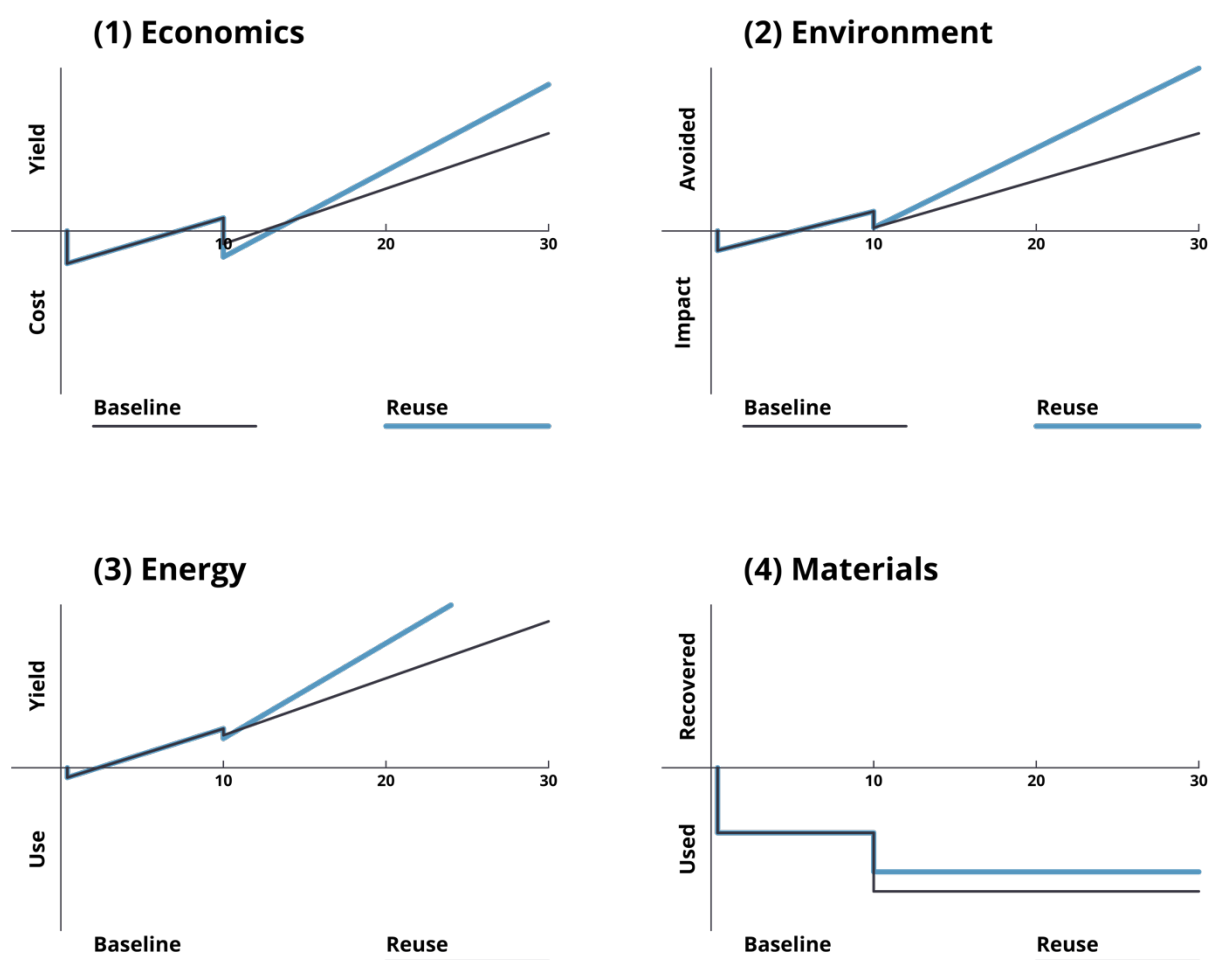 (1) Economics
Yield
Cost
10
20
30
Baseline
Reuse
(2) Environment
Avoided
Impact
10
20
30
Baseline
Reuse
(3) Energy
Yield
Use
10
20
30
Baseline
Reuse
(4) Materials
Recovered
Used
10
20
30
Baseline
Reuse